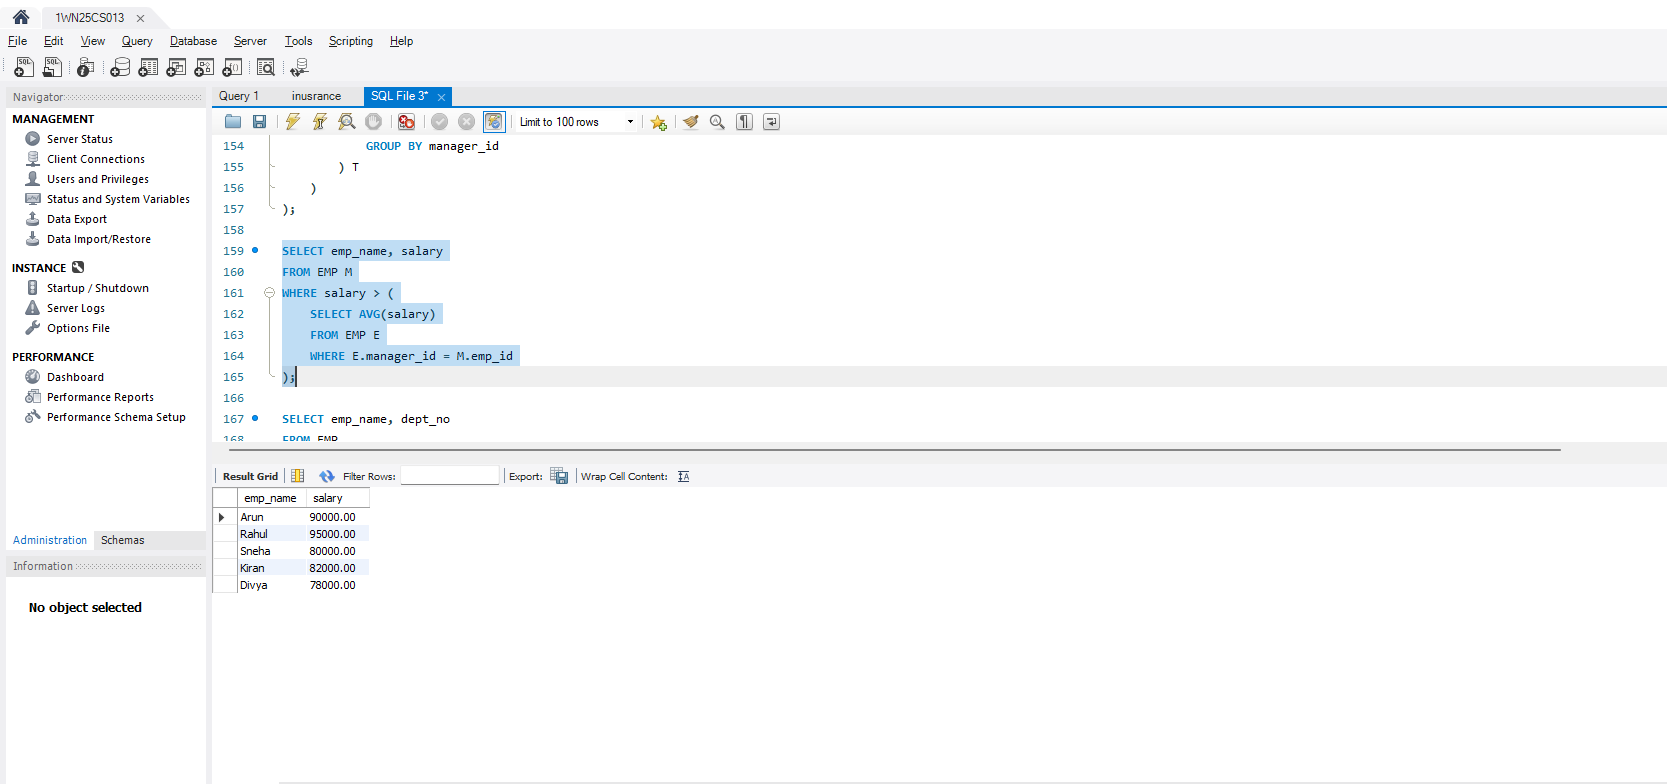 1WN25CS013
File Edit View Query Database Server Tools Scripting Help
Navigator
MANAGEMENT
Server Status
Client Connections
Users and Privileges
Status and System Variables
Data Export
Data Import/Restore
INSTANCE
Startup / Shutdown
Server Logs
Options File
PERFORMANCE
Dashboard
Performance Reports
Performance Schema Setup
Administration Schemas
Information
No object selected
Query 1 inusrance SQL File 3*
Limit to 100 rows
154 GROUP BY manager_id
155 ) T
156 )
157 );
158
159 SELECT emp_name, salary
160 FROM EMP M
161 WHERE salary > (
162 SELECT AVG(salary)
163 FROM EMP E
164 WHERE E.manager_id = M.emp_id
165 );
166
167 SELECT emp_name, dept_no
168 FROM EMP
Result Grid Filter Rows: Export: Wrap Cell Content:
emp_name salary
Arun 90000.00
Rahul 95000.00
Sneha 80000.00
Kiran 82000.00
Divya 78000.00